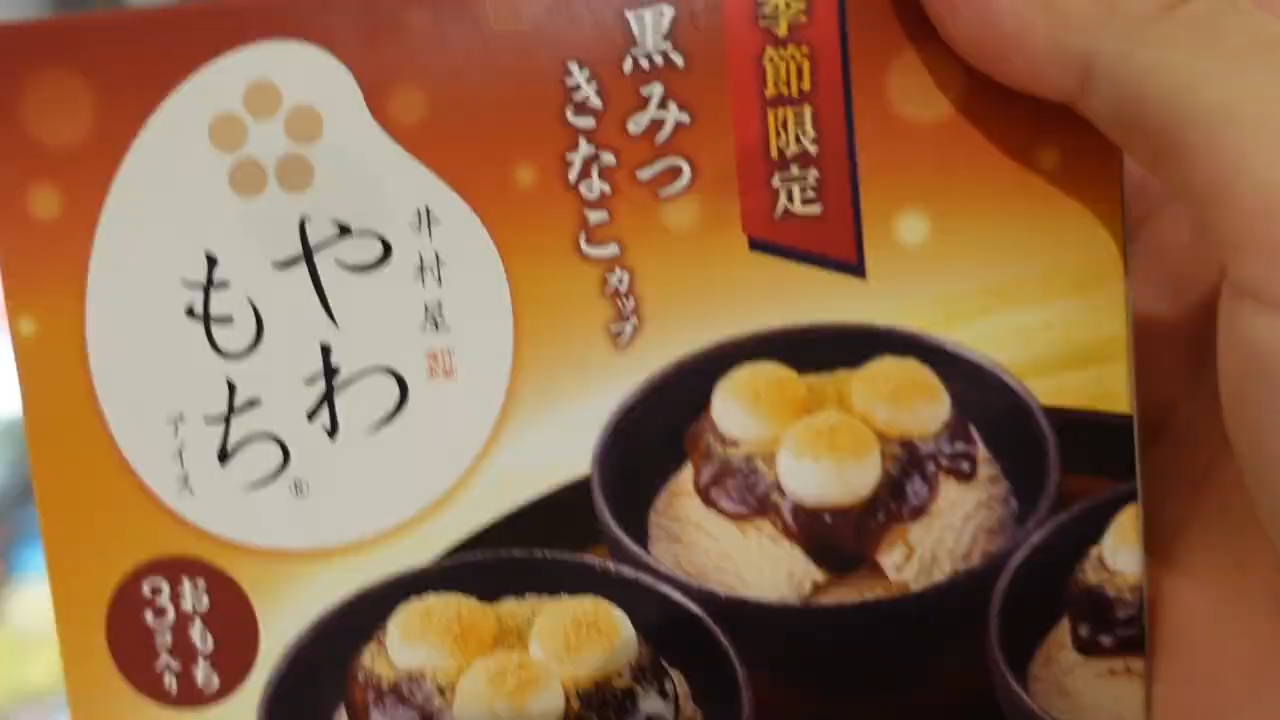 季節限定
黒みつ
きなこカップ
井村屋
やわ
もち®
アイス
おもち
3コ入り